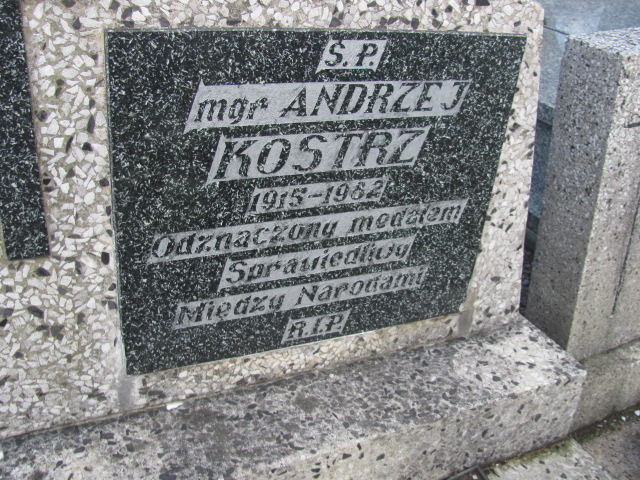 Ś.P.
mgr ANDRZEJ
KOSTRZ
1915-1962
Odznaczony medalem
Sprawiedliwy
Między Narodami
R.I.P.